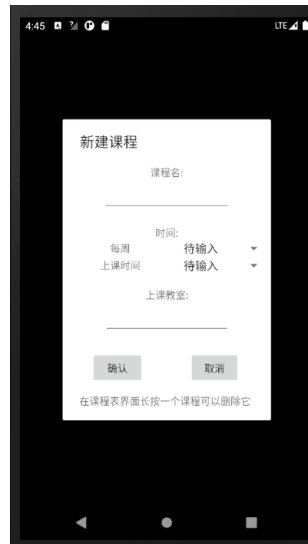 4:45 LTE
新建课程
课程名:
时间:
每周 待输入
上课时间 待输入
上课教室:
确认 取消
在课程表界面长按一个课程可以删除它